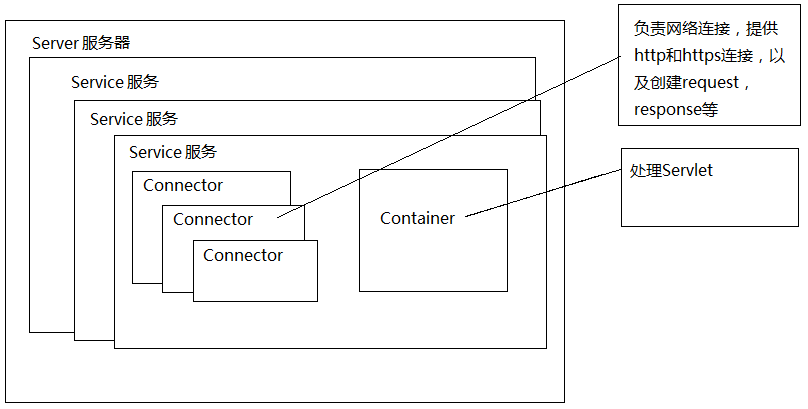 Server 服务器
Service 服务
Service 服务
Service 服务
Connector
Connector
Connector
Container
负责网络连接，提供
http和https连接，以
及创建request，
response等
处理Servlet